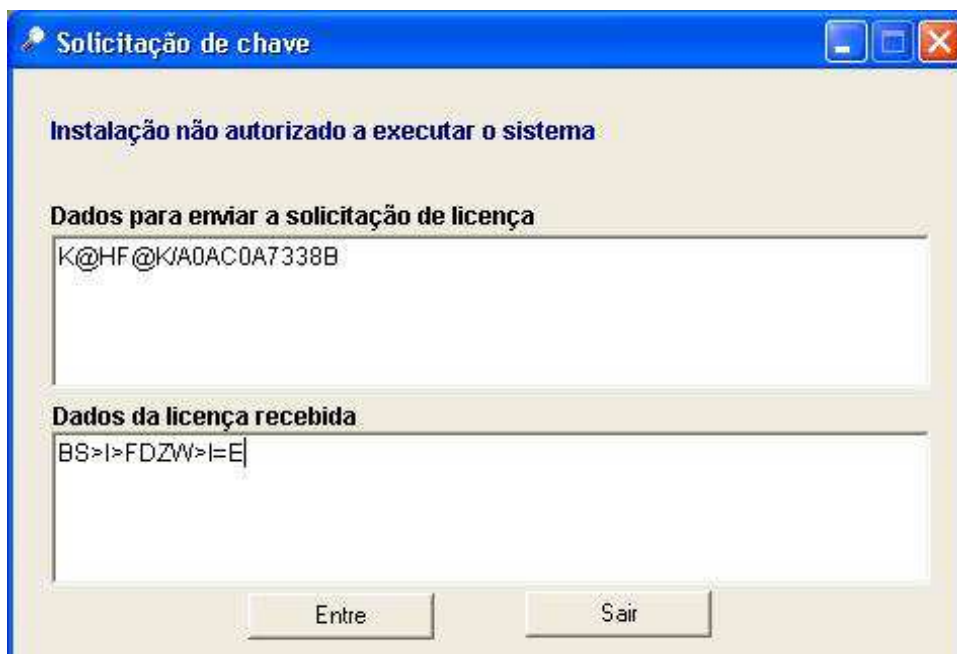 Solicitação de chave
Instalação não autorizado a executar o sistema
Dados para enviar a solicitação de licença
K@HF@K/A0AC0A7338B
Dados da licença recebida
BS>I>FDZW>I=E
Entre
Sair